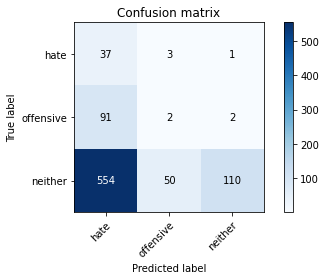 Confusion matrix
hate 37 3 1
offensive 91 2 2
neither 554 50 110
hate offensive neither
True label
Predicted label
500
400
300
200
100